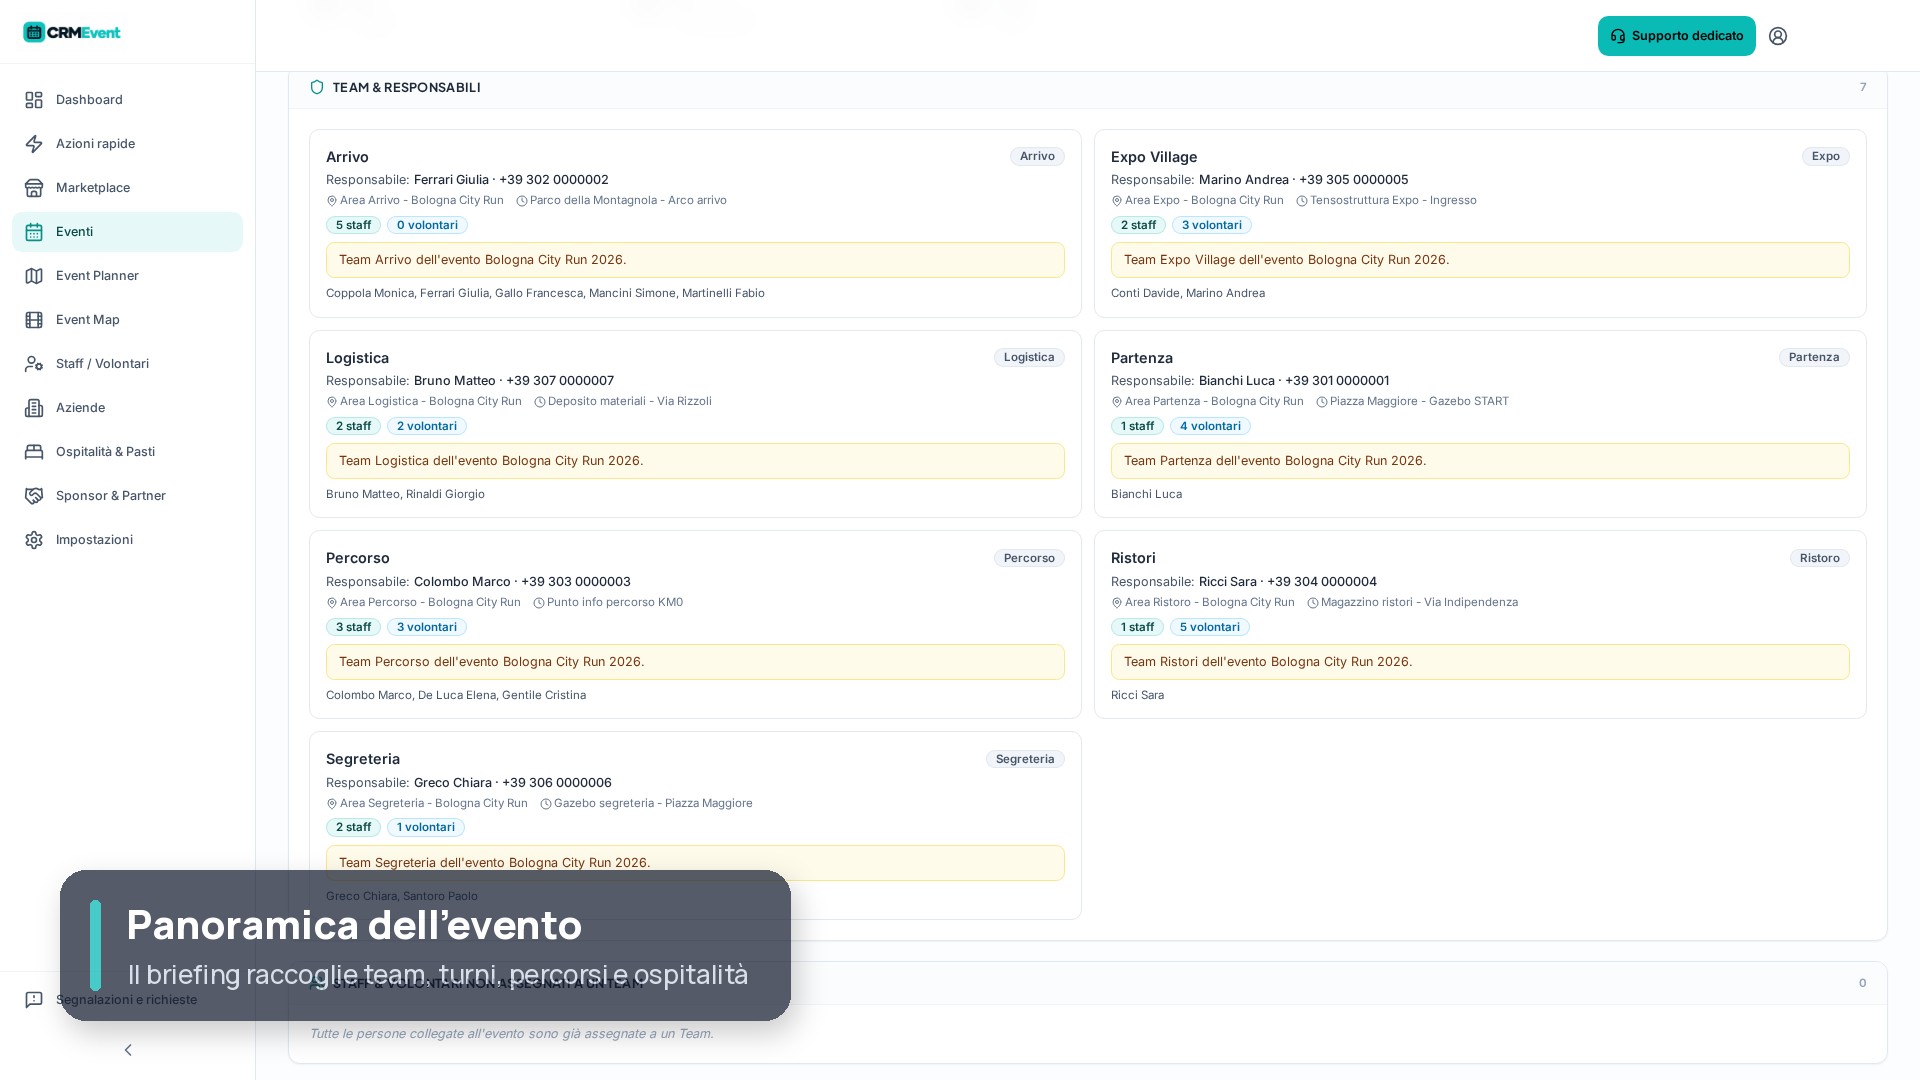 CRMEvent
Supporto dedicato
Dashboard
Azioni rapide
Marketplace
Eventi
Event Planner
Event Map
Staff / Volontari
Aziende
Ospitalità & Pasti
Sponsor & Partner
Impostazioni
Segnalazioni e richieste
TEAM & RESPONSABILI
7
Arrivo
Arrivo
Responsabile: Ferrari Giulia · +39 302 0000002
Area Arrivo - Bologna City Run Parco della Montagnola - Arco arrivo
5 staff 0 volontari
Team Arrivo dell'evento Bologna City Run 2026.
Coppola Monica, Ferrari Giulia, Gallo Francesca, Mancini Simone, Martinelli Fabio
Expo Village
Expo
Responsabile: Marino Andrea · +39 305 0000005
Area Expo - Bologna City Run Tensostruttura Expo - Ingresso
2 staff 3 volontari
Team Expo Village dell'evento Bologna City Run 2026.
Conti Davide, Marino Andrea
Logistica
Logistica
Responsabile: Bruno Matteo · +39 307 0000007
Area Logistica - Bologna City Run Deposito materiali - Via Rizzoli
2 staff 2 volontari
Team Logistica dell'evento Bologna City Run 2026.
Bruno Matteo, Rinaldi Giorgio
Partenza
Partenza
Responsabile: Bianchi Luca · +39 301 0000001
Area Partenza - Bologna City Run Piazza Maggiore - Gazebo START
1 staff 4 volontari
Team Partenza dell'evento Bologna City Run 2026.
Bianchi Luca
Percorso
Percorso
Responsabile: Colombo Marco · +39 303 0000003
Area Percorso - Bologna City Run Punto info percorso KM0
3 staff 3 volontari
Team Percorso dell'evento Bologna City Run 2026.
Colombo Marco, De Luca Elena, Gentile Cristina
Ristori
Ristoro
Responsabile: Ricci Sara · +39 304 0000004
Area Ristoro - Bologna City Run Magazzino ristori - Via Indipendenza
1 staff 5 volontari
Team Ristori dell'evento Bologna City Run 2026.
Ricci Sara
Segreteria
Segreteria
Responsabile: Greco Chiara · +39 306 0000006
Area Segreteria - Bologna City Run Gazebo segreteria - Piazza Maggiore
2 staff 1 volontari
Team Segreteria dell'evento Bologna City Run 2026.
Greco Chiara, Santoro Paolo
STAFF & VOLONTARI NON ASSEGNATI A UN TEAM
0
Tutte le persone collegate all'evento sono già assegnate a un Team.
Panoramica dell’evento
Il briefing raccoglie team, turni, percorsi e ospitalità